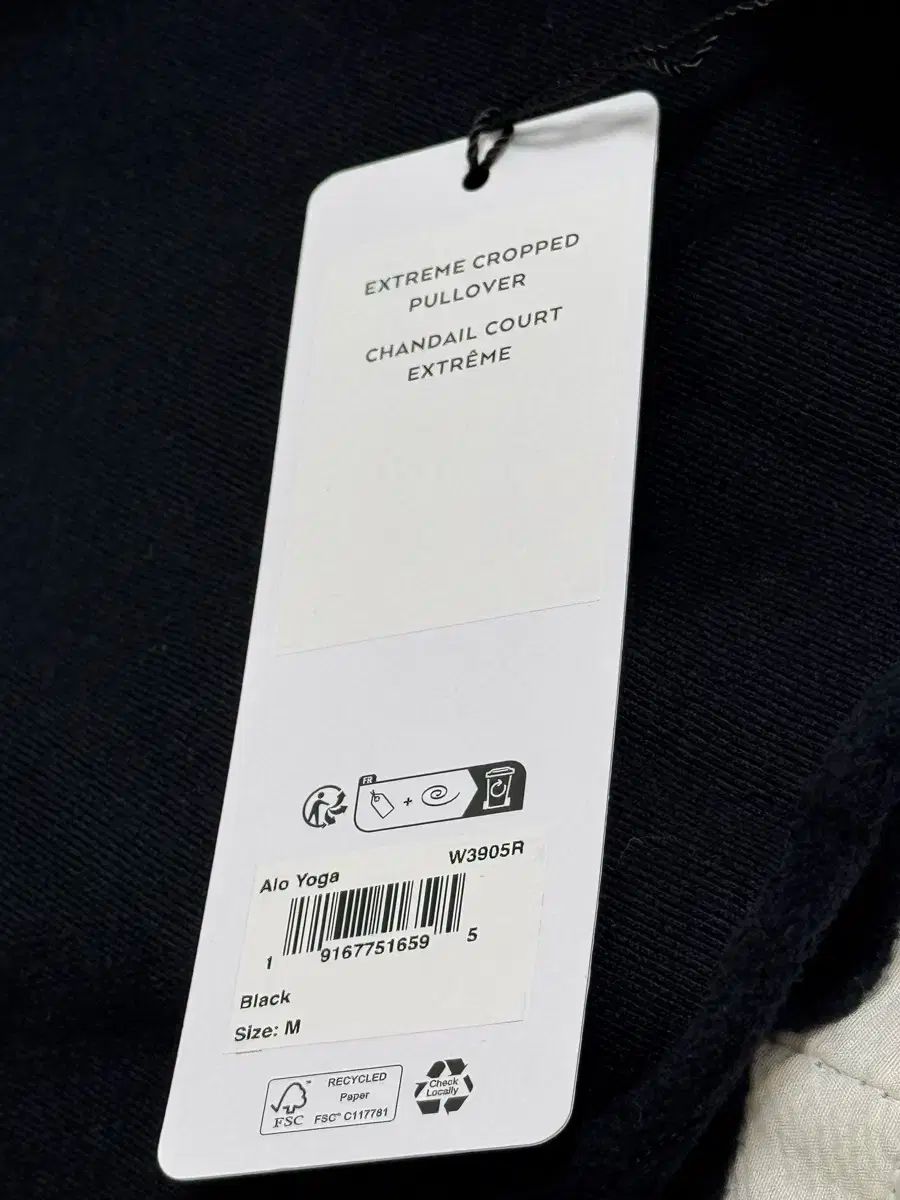 EXTREME CROPPED
PULLOVER
CHANDAIL COURT
EXTRÊME
FR
+
Alo Yoga W3905R
1 9167751659 5
Black
Size: M
FSC™
RECYCLED
Paper
FSC® C117781
Check
Locally